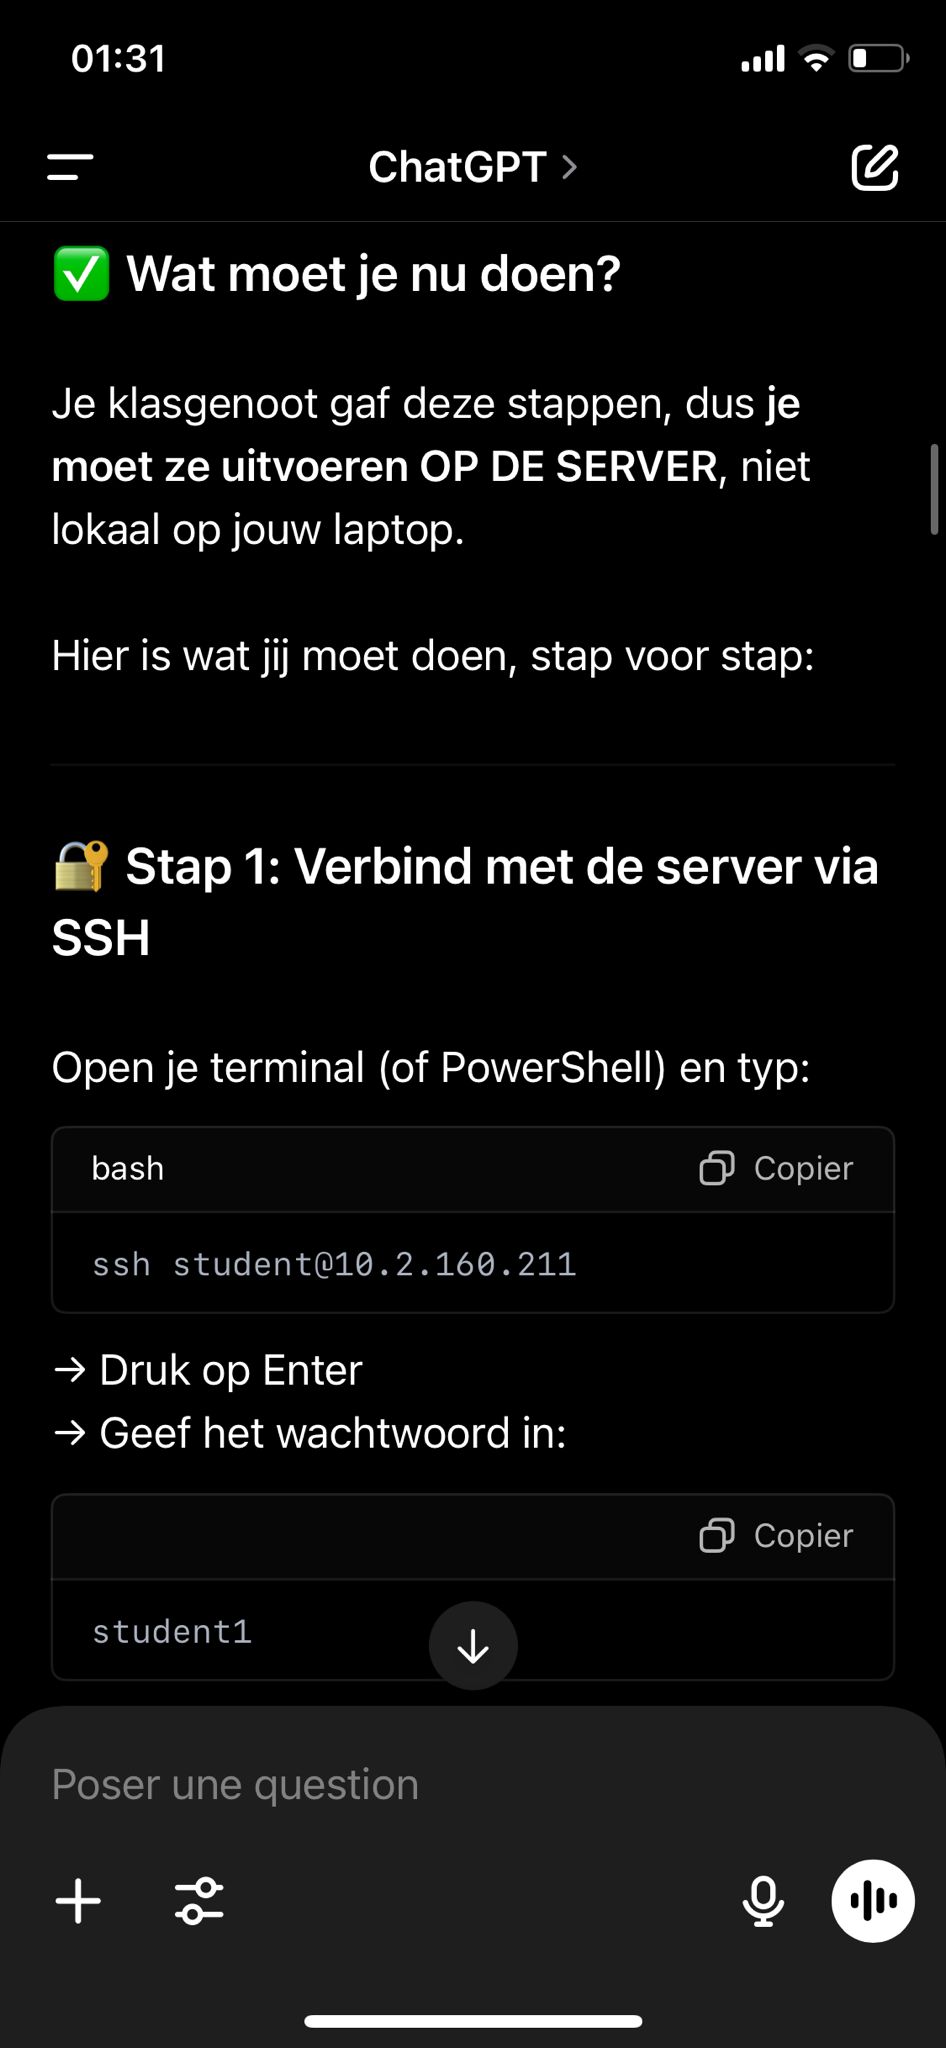 01:31
ChatGPT >
✅ Wat moet je nu doen?
Je klasgenoot gaf deze stappen, dus je
moet ze uitvoeren OP DE SERVER, niet
lokaal op jouw laptop.
Hier is wat jij moet doen, stap voor stap:
🔐 Stap 1: Verbind met de server via
SSH
Open je terminal (of PowerShell) en typ:
bash Copier
ssh student@10.2.160.211
→ Druk op Enter
→ Geef het wachtwoord in:
Copier
student1
Poser une question